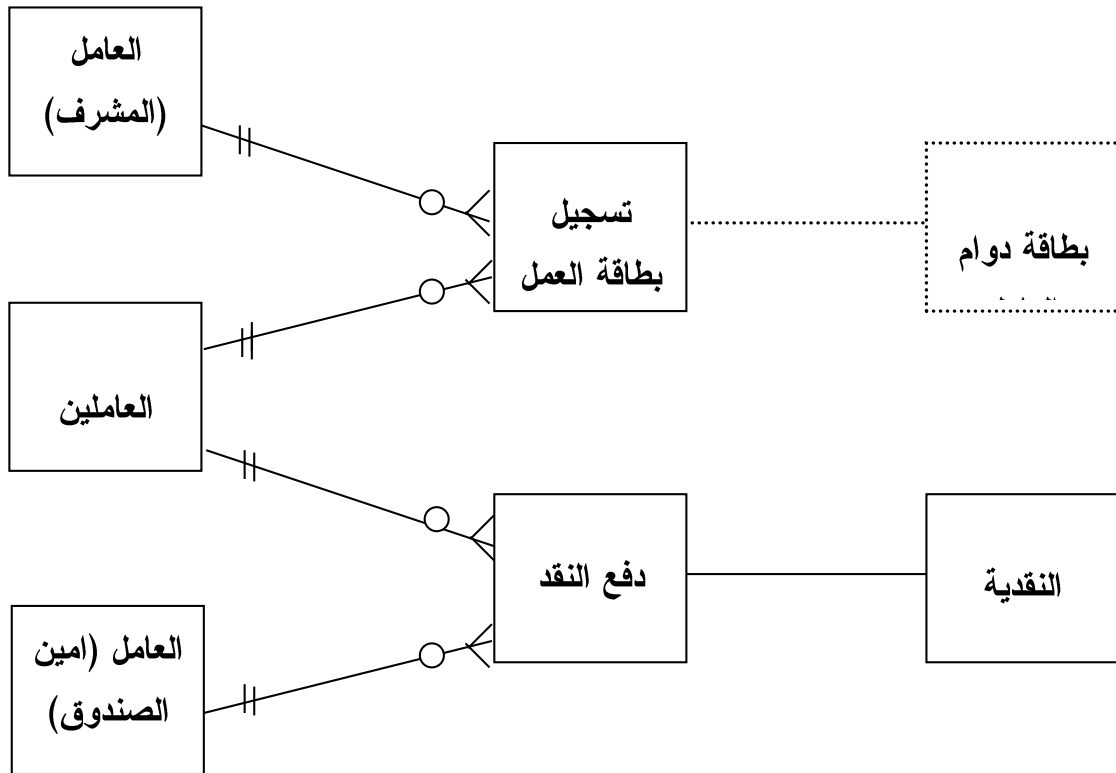 العامل
(المشرف)
تسجيل
بطاقة العمل
بطاقة دوام
العاملين
دفع النقد
النقدية
العامل (امين
الصندوق)